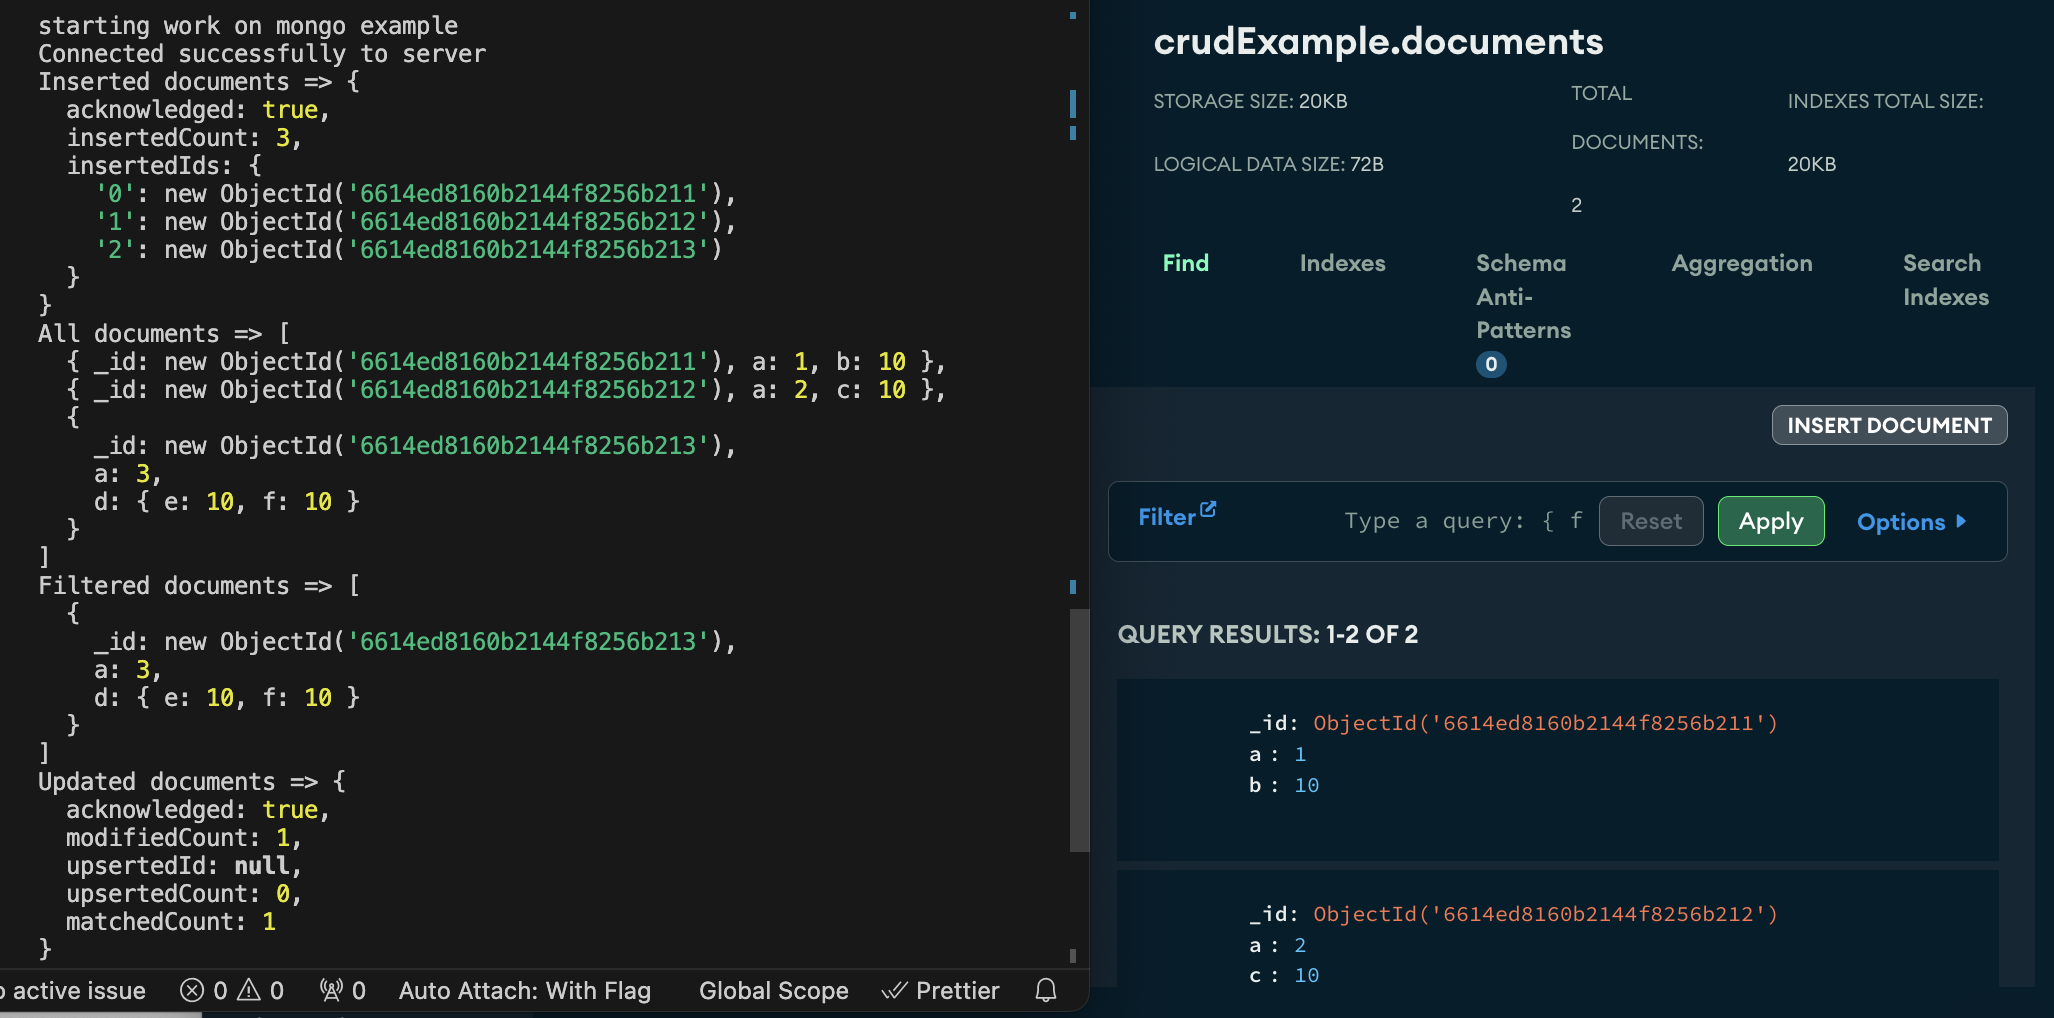 starting work on mongo example
Connected successfully to server
Inserted documents => {
acknowledged: true,
insertedCount: 3,
insertedIds: {
'0': new ObjectId('6614ed8160b2144f8256b211'),
'1': new ObjectId('6614ed8160b2144f8256b212'),
'2': new ObjectId('6614ed8160b2144f8256b213')
}
}
All documents => [
{ _id: new ObjectId('6614ed8160b2144f8256b211'), a: 1, b: 10 },
{ _id: new ObjectId('6614ed8160b2144f8256b212'), a: 2, c: 10 },
{
_id: new ObjectId('6614ed8160b2144f8256b213'),
a: 3,
d: { e: 10, f: 10 }
}
]
Filtered documents => [
{
_id: new ObjectId('6614ed8160b2144f8256b213'),
a: 3,
d: { e: 10, f: 10 }
}
]
Updated documents => {
acknowledged: true,
modifiedCount: 1,
upsertedId: null,
upsertedCount: 0,
matchedCount: 1
}
active issue 0 0 0 Auto Attach: With Flag Global Scope Prettier
crudExample.documents
STORAGE SIZE: 20KB
LOGICAL DATA SIZE: 72B
TOTAL
DOCUMENTS:
2
INDEXES TOTAL SIZE:
20KB
Find
Indexes
Schema
Anti-
Patterns
0
Aggregation
Search
Indexes
INSERT DOCUMENT
Filter Type a query: { f Reset Apply Options
QUERY RESULTS: 1-2 OF 2
_id: ObjectId('6614ed8160b2144f8256b211')
a : 1
b : 10
_id: ObjectId('6614ed8160b2144f8256b212')
a : 2
c : 10